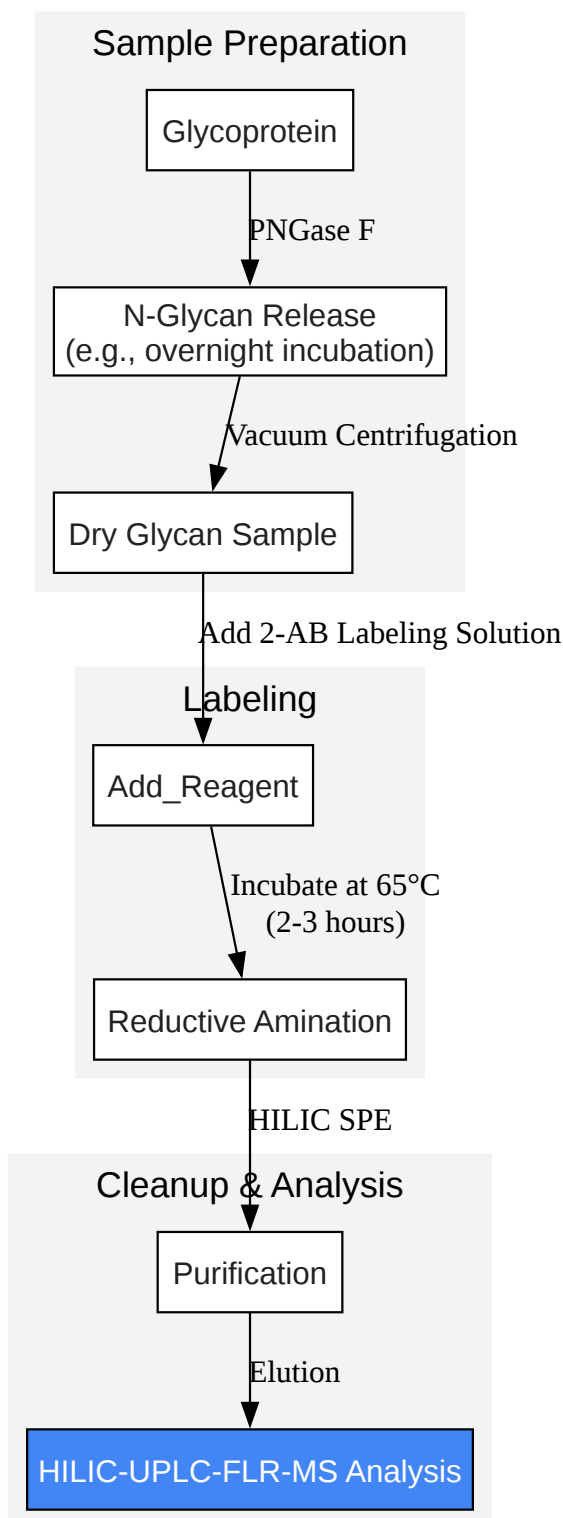 Sample Preparation
Glycoprotein
PNGase F
N-Glycan Release
(e.g., overnight incubation)
Vacuum Centrifugation
Dry Glycan Sample
Add 2-AB Labeling Solution
Labeling
Add_Reagent
Incubate at 65°C
(2-3 hours)
Reductive Amination
HILIC SPE
Cleanup & Analysis
Purification
Elution
HILIC-UPLC-FLR-MS Analysis